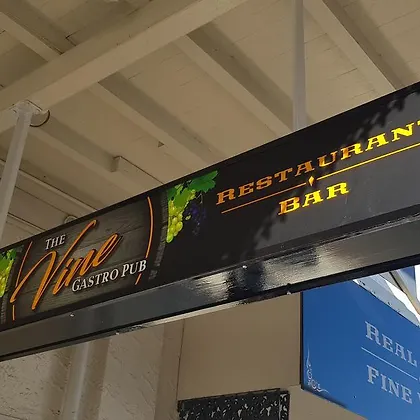 THE
Vine
GASTRO PUB
RESTAURANT
BAR
REAL
FINE